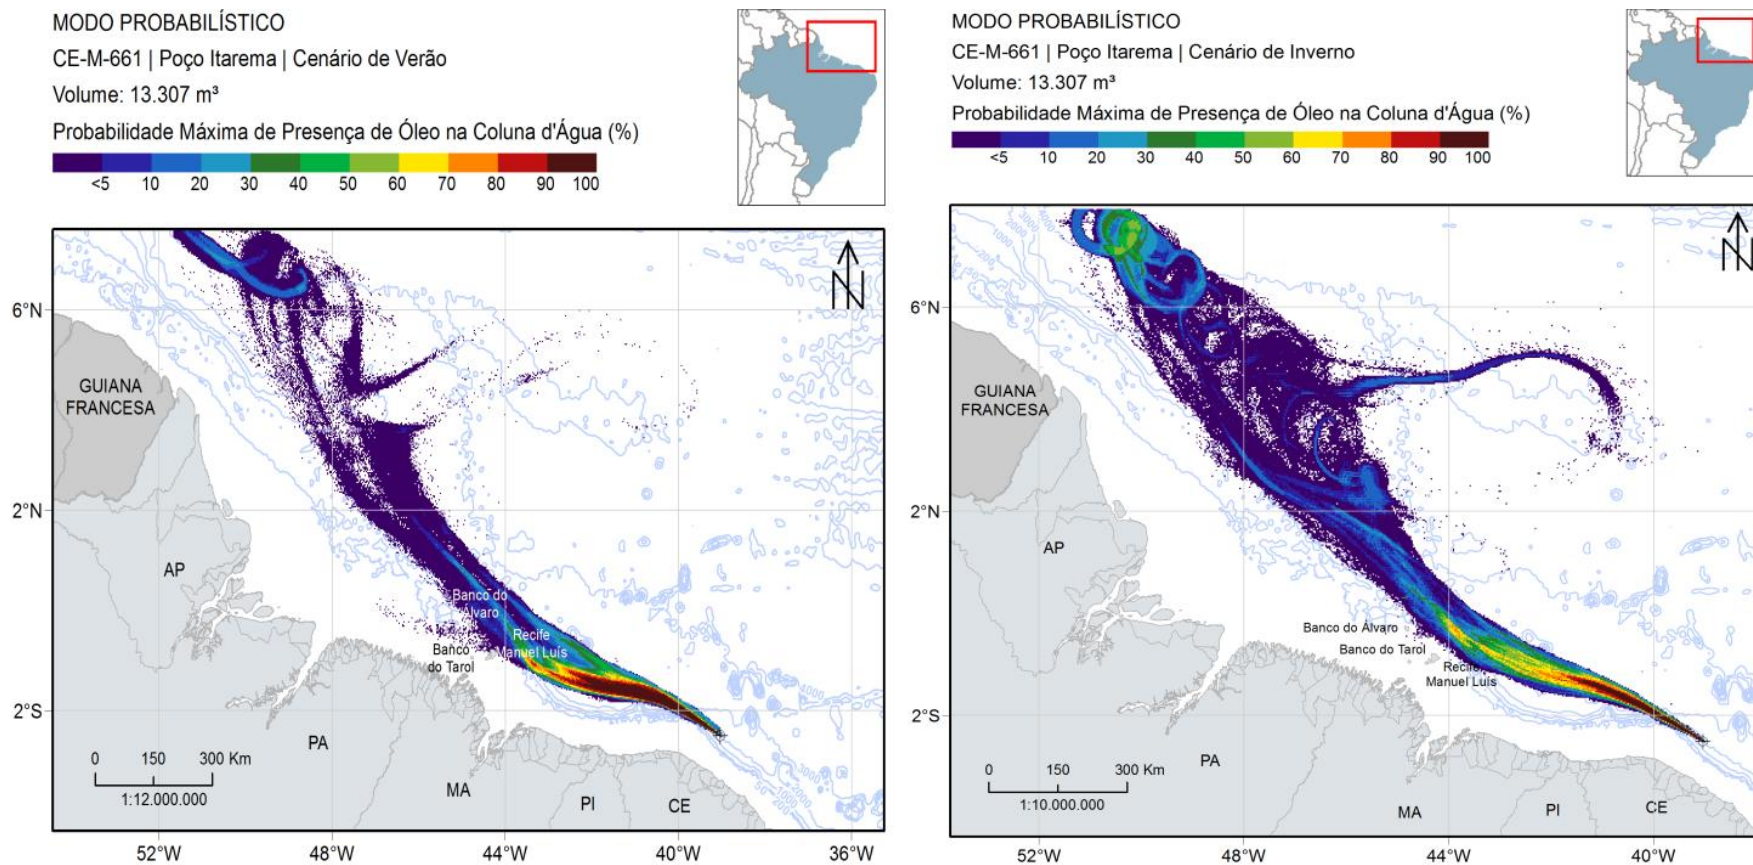 MODO PROBABILÍSTICO
CE-M-661 | Poço Itarema | Cenário de Verão
Volume: 13.307 m³
Probabilidade Máxima de Presença de Óleo na Coluna d'Água (%)
<5 10 20 30 40 50 60 70 80 90 100
6°N
2°N
2°S
GUIANA
FRANCESA
AP
PA
MA
PI
CE
Banco do
Álvaro
Recife
Manuel Luís
Banco
do Tarol
N
0 150 300 Km
1:12.000.000
52°W 48°W 44°W 40°W 36°W
MODO PROBABILÍSTICO
CE-M-661 | Poço Itarema | Cenário de Inverno
Volume: 13.307 m³
Probabilidade Máxima de Presença de Óleo na Coluna d'Água (%)
<5 10 20 30 40 50 60 70 80 90 100
6°N
2°N
2°S
GUIANA
FRANCESA
AP
PA
MA
PI
CE
Banco do Álvaro
Banco do Tarol
Recife
Manuel Luís
N
0 150 300 Km
1:10.000.000
52°W 48°W 44°W 40°W